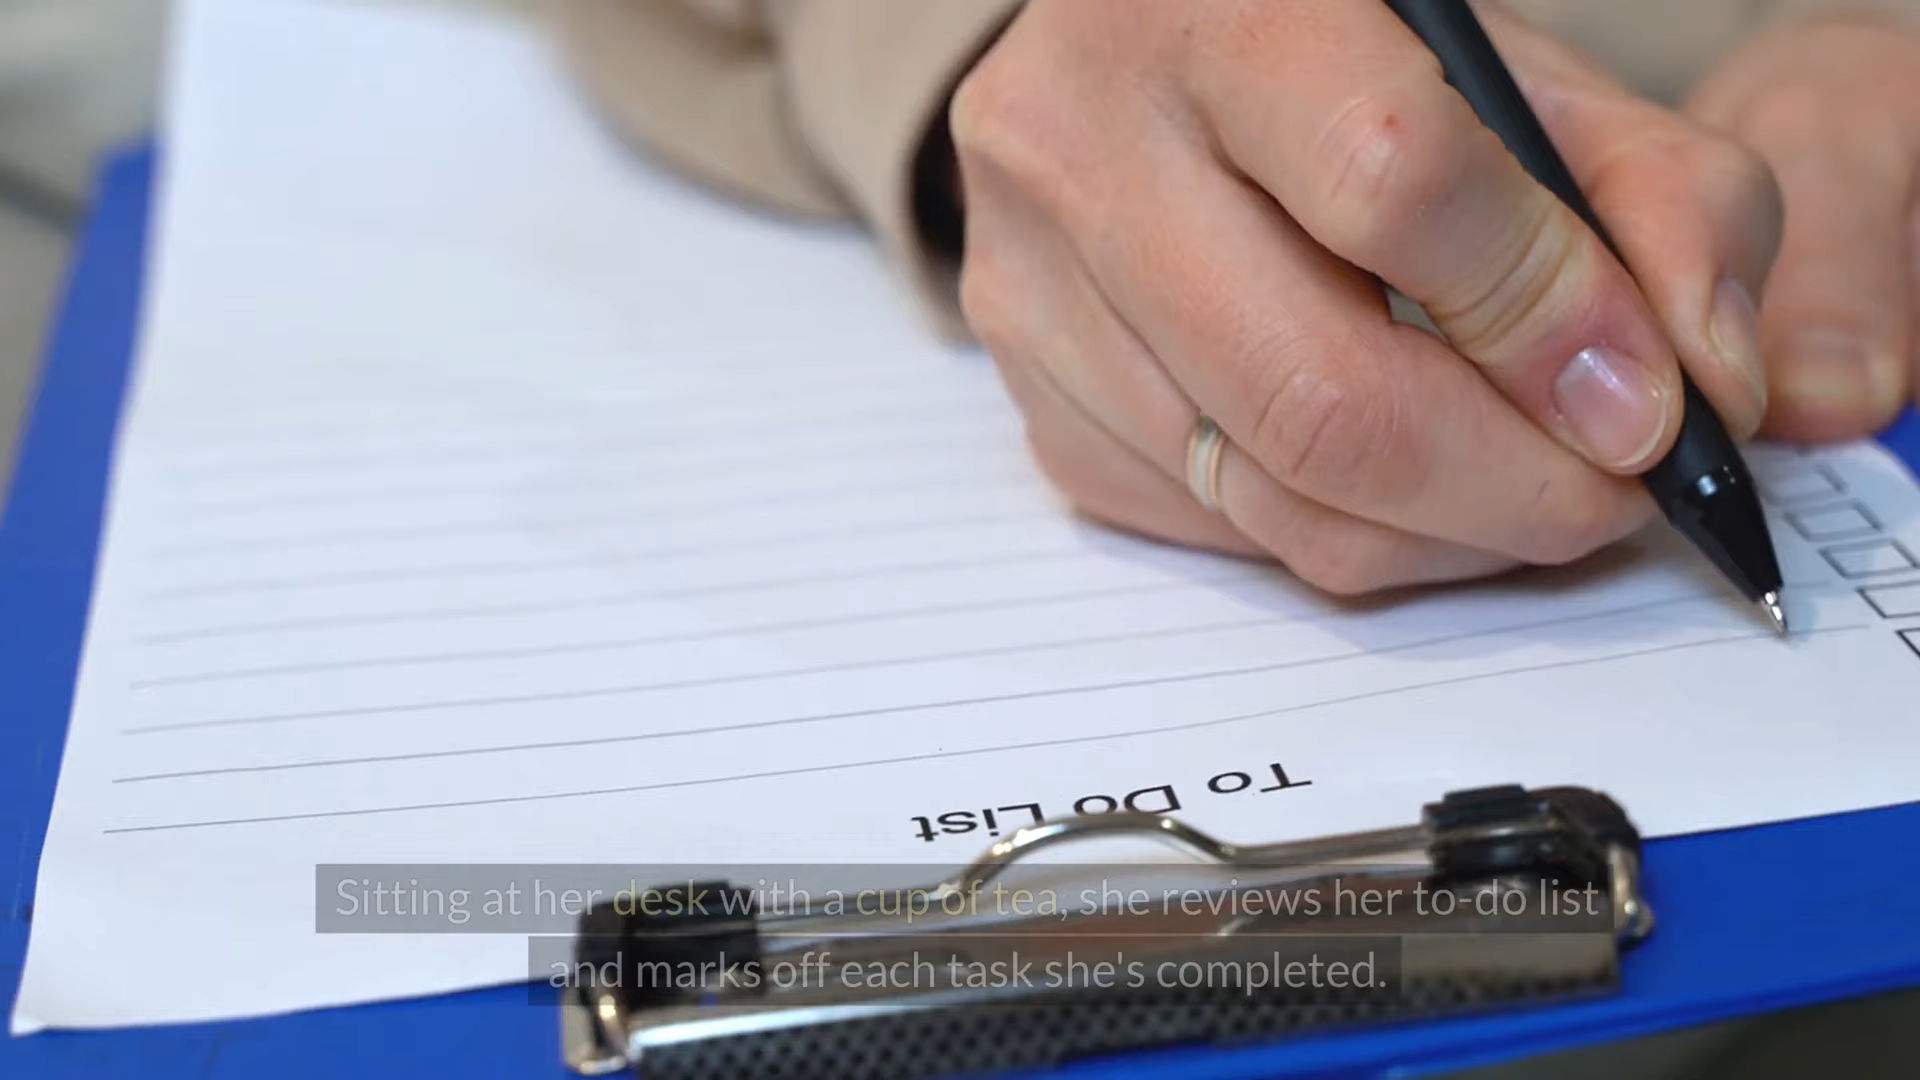 To Do List
Sitting at her desk with a cup of tea, she reviews her to-do list
and marks off each task she's completed.